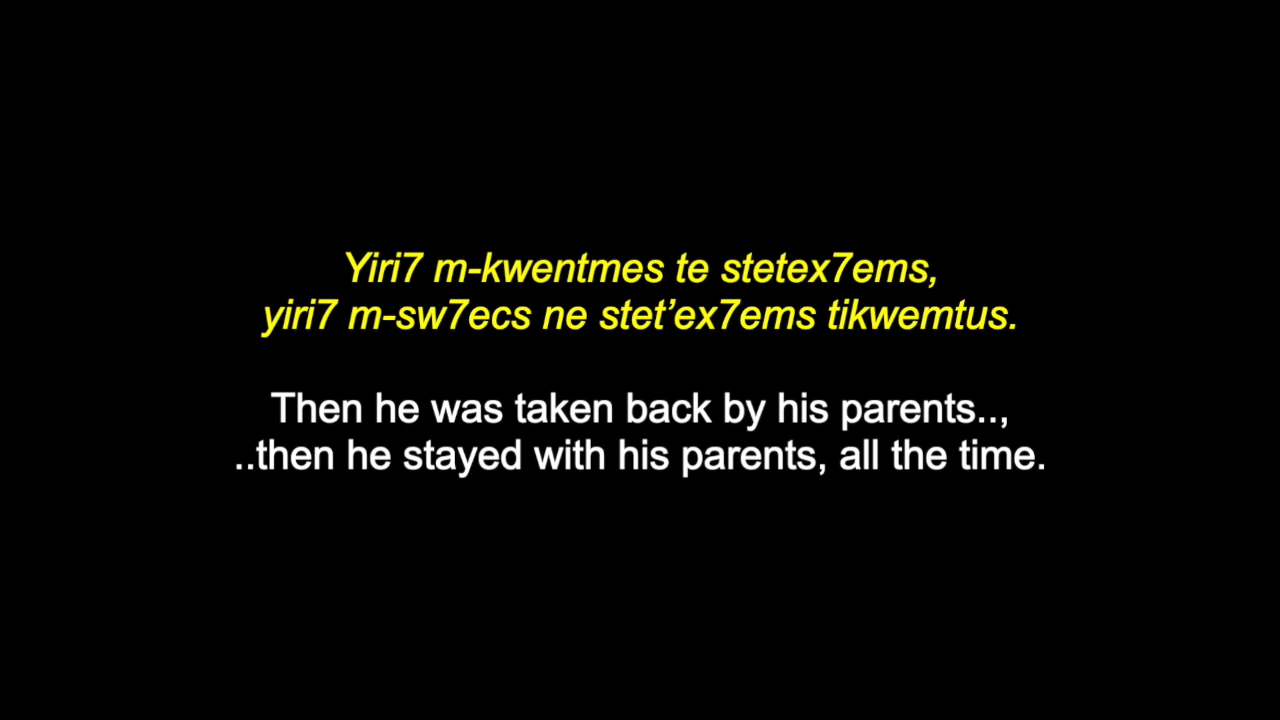 Yiri7 m-kwentmes te stetex7ems,
yiri7 m-sw7ecs ne stet’ex7ems tikwemtus.
Then he was taken back by his parents..,
..then he stayed with his parents, all the time.